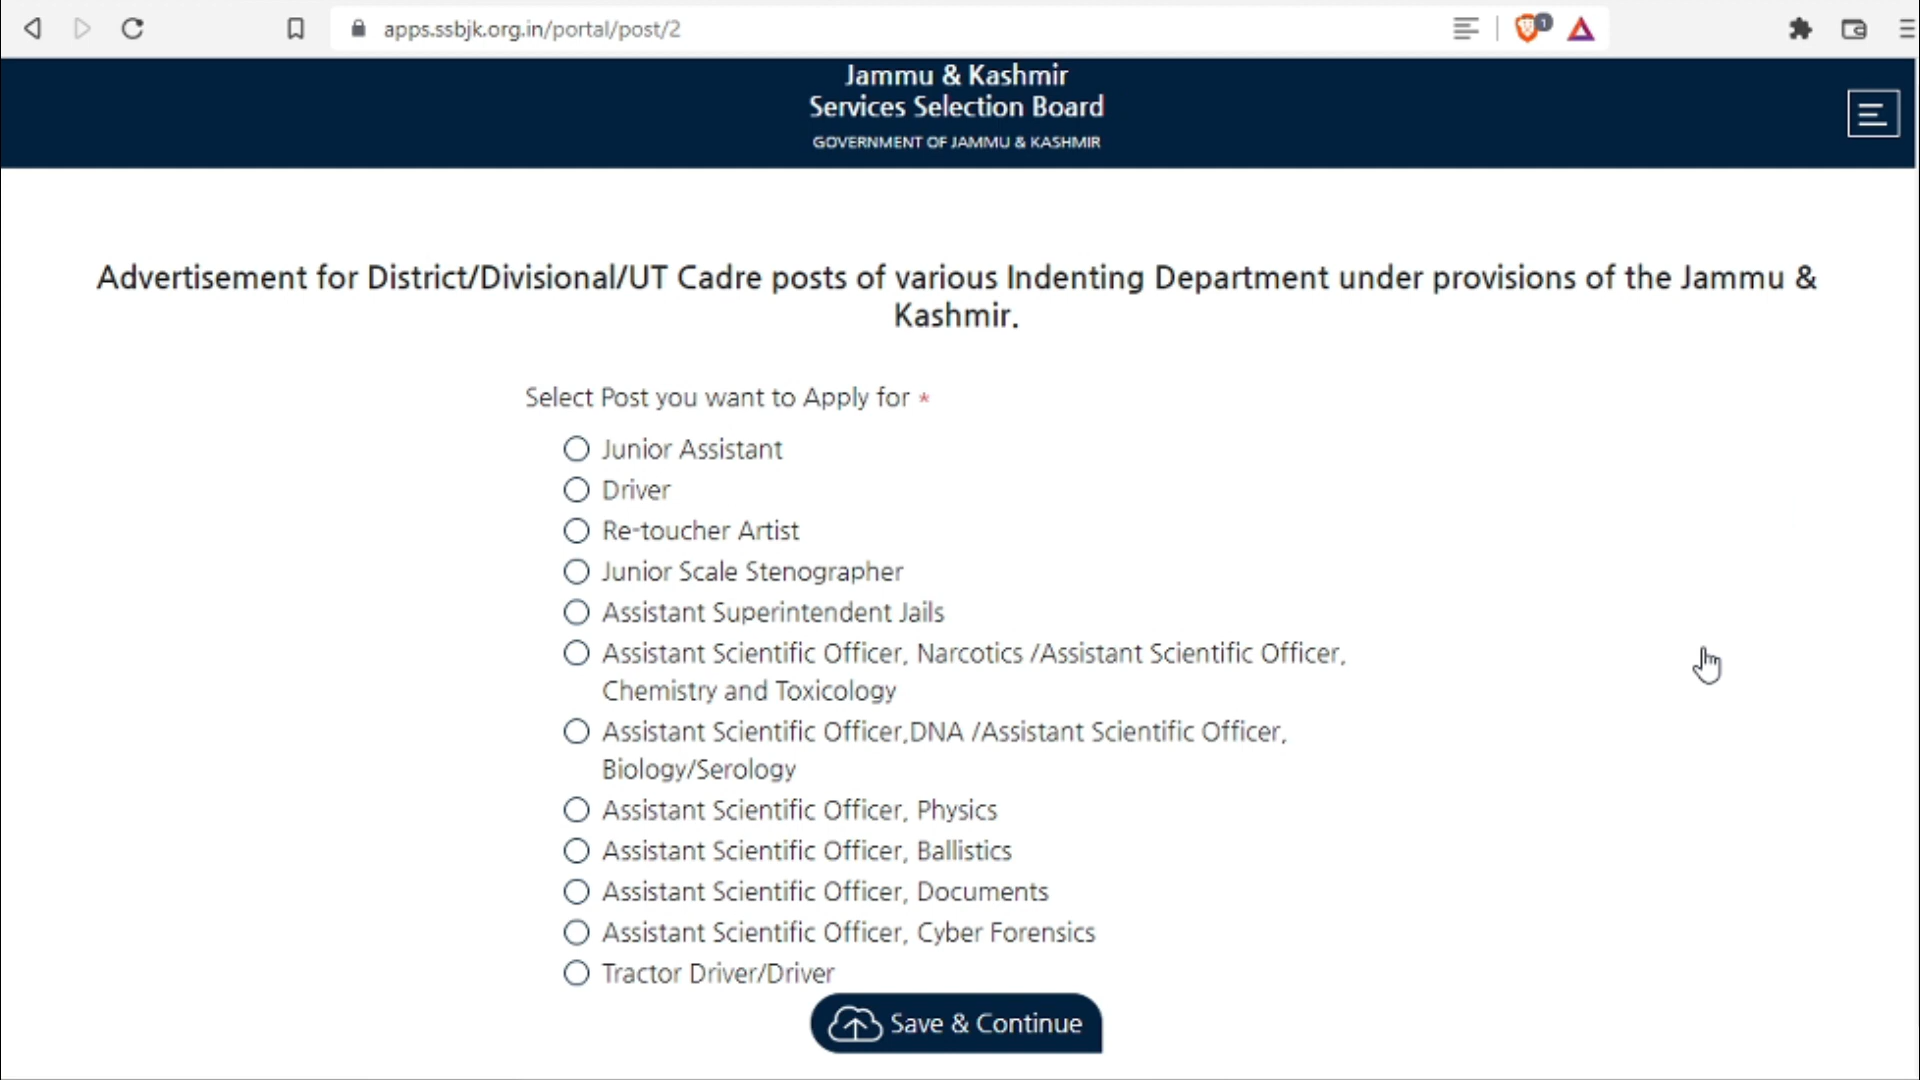 apps.ssbjk.org.in/portal/post/2
1
Jammu & Kashmir
Services Selection Board
GOVERNMENT OF JAMMU & KASHMIR
Advertisement for District/Divisional/UT Cadre posts of various Indenting Department under provisions of the Jammu &
Kashmir.
Select Post you want to Apply for *
Junior Assistant
Driver
Re-toucher Artist
Junior Scale Stenographer
Assistant Superintendent Jails
Assistant Scientific Officer, Narcotics /Assistant Scientific Officer,
Chemistry and Toxicology
Assistant Scientific Officer,DNA /Assistant Scientific Officer,
Biology/Serology
Assistant Scientific Officer, Physics
Assistant Scientific Officer, Ballistics
Assistant Scientific Officer, Documents
Assistant Scientific Officer, Cyber Forensics
Tractor Driver/Driver
Save & Continue